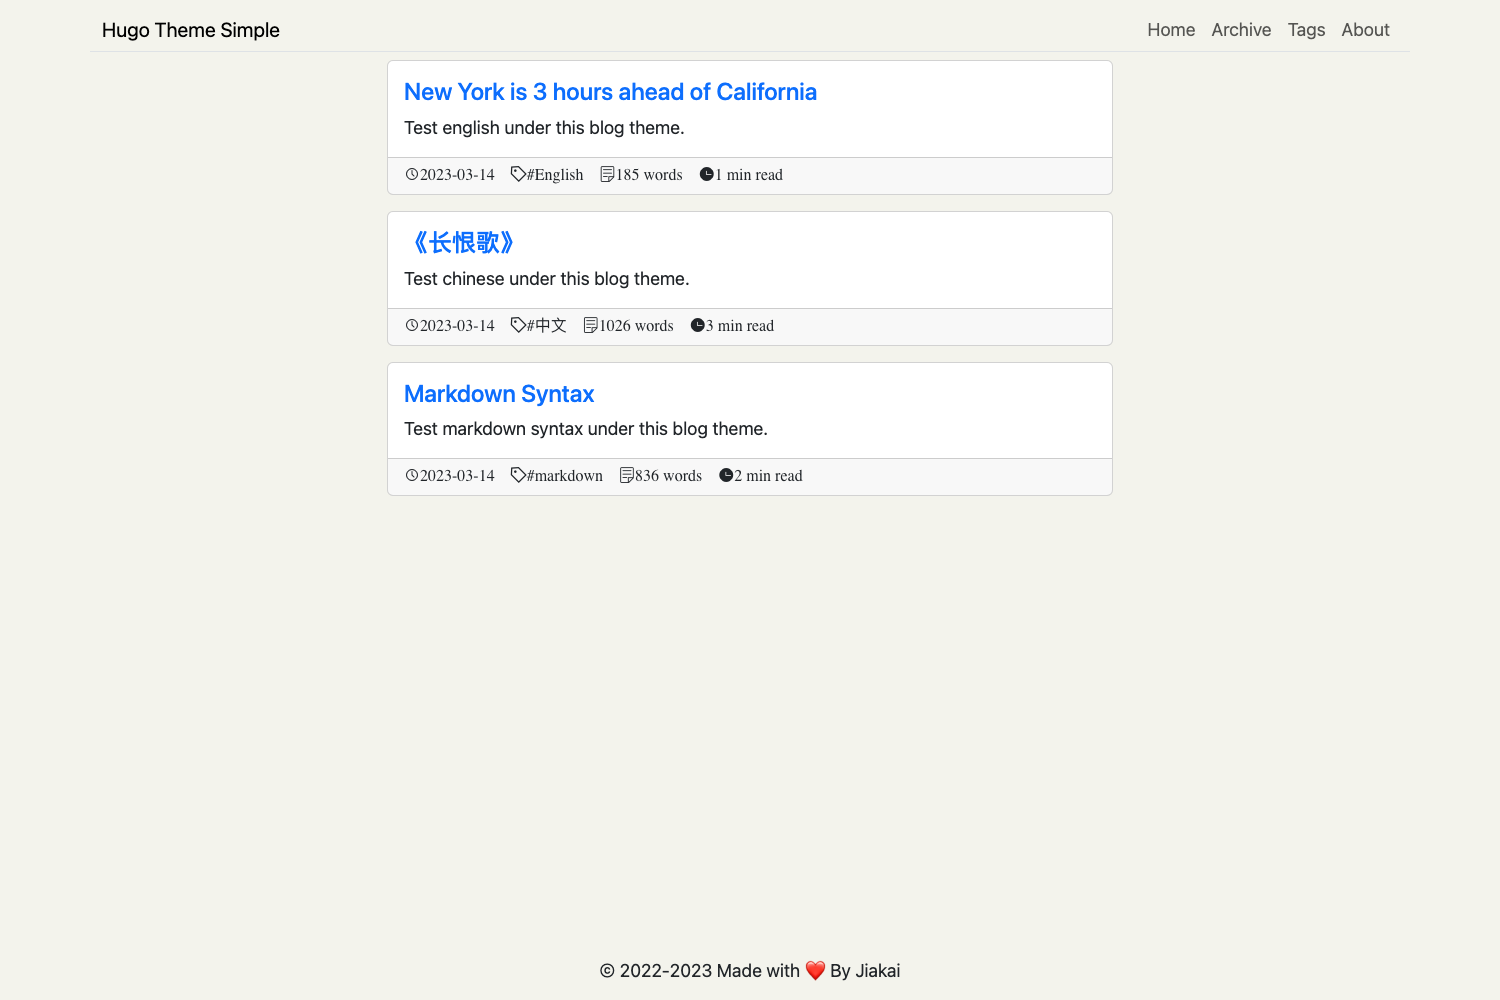 Hugo Theme Simple
Home Archive Tags About
New York is 3 hours ahead of California
Test english under this blog theme.
2023-03-14 #English 185 words 1 min read
《长恨歌》
Test chinese under this blog theme.
2023-03-14 #中文 1026 words 3 min read
Markdown Syntax
Test markdown syntax under this blog theme.
2023-03-14 #markdown 836 words 2 min read
© 2022-2023 Made with ❤️ By Jiakai